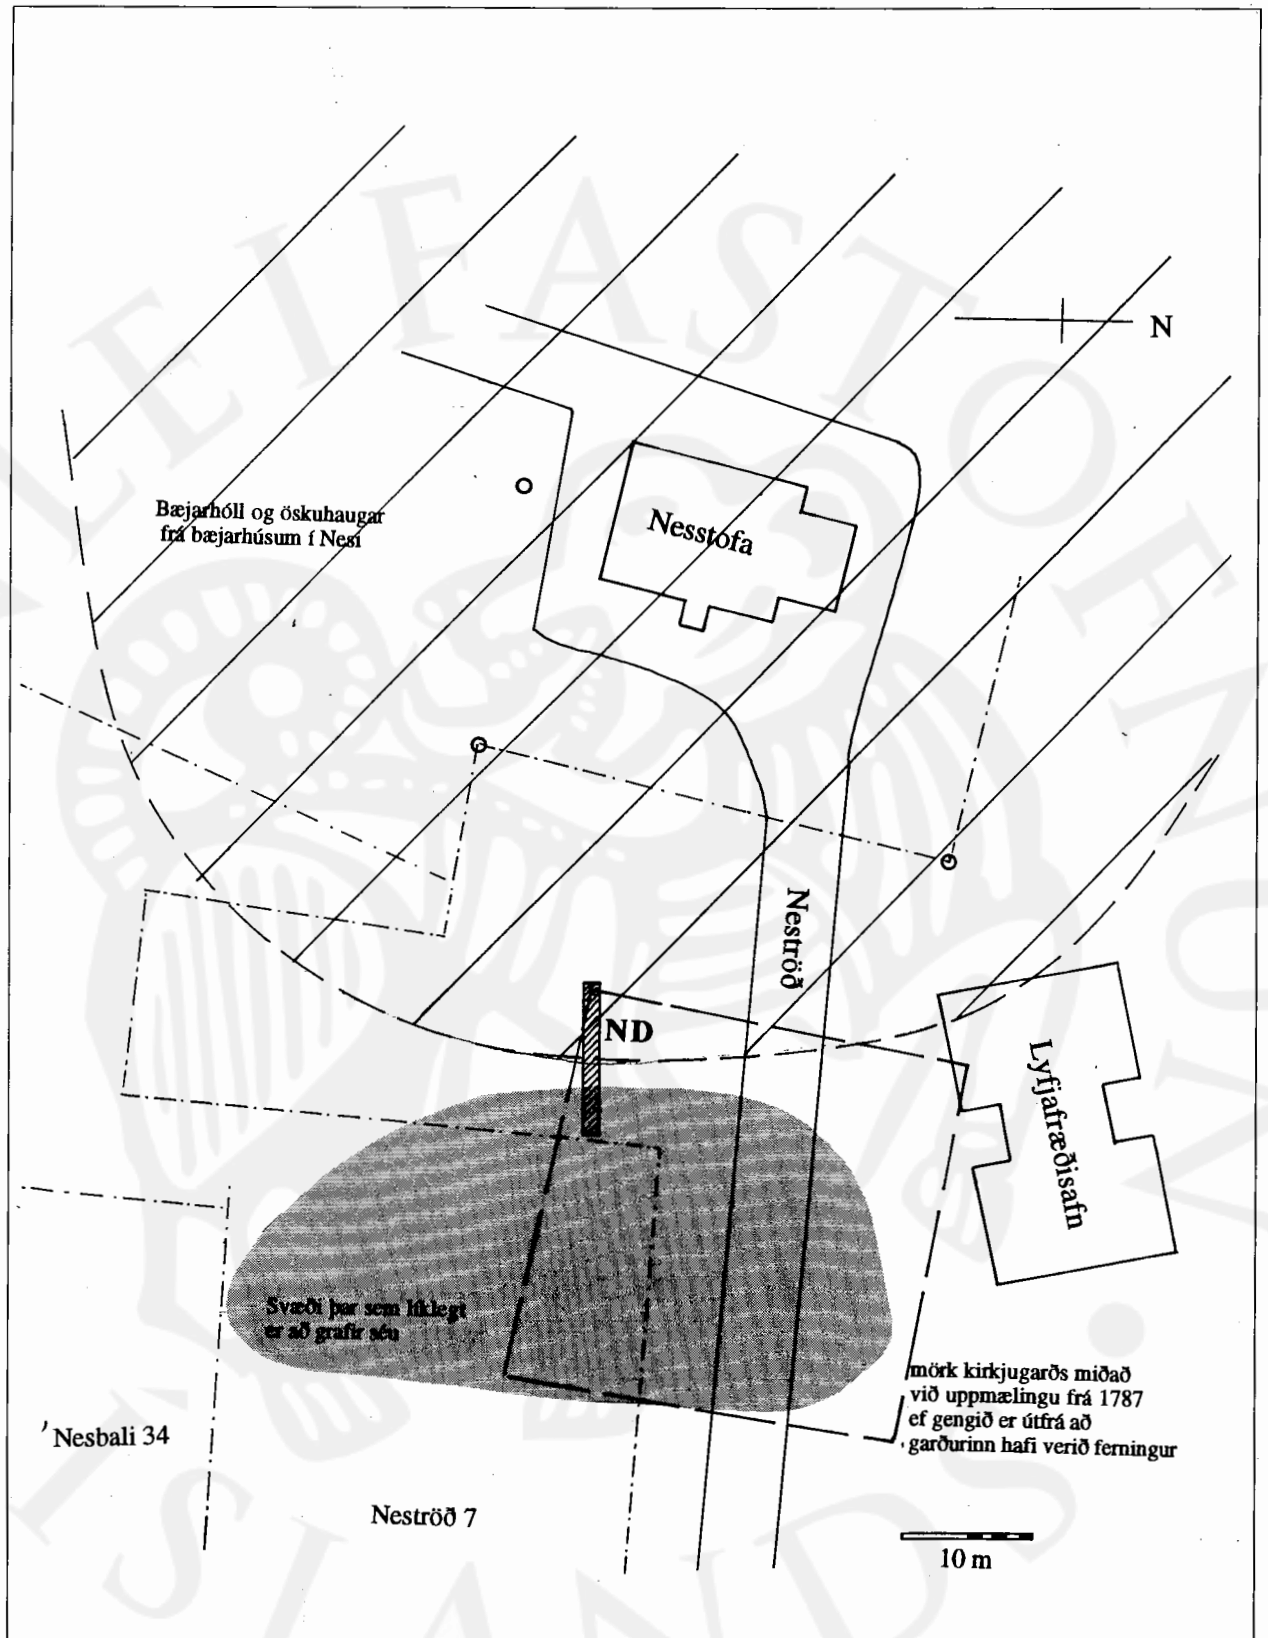 N
Bæjarhóll og öskuhaugar
frá bæjarhúsum í Nesi
Nesstofa
Neströð
ND
Lyfjafræðisafn
Svæði þar sem líklegt
er að grafir séu
mörk kirkjugarðs miðað
við uppmælingu frá 1787
ef gengið er útfrá að
garðurinn hafi verið ferningur
Nesbali 34
Neströð 7
10 m